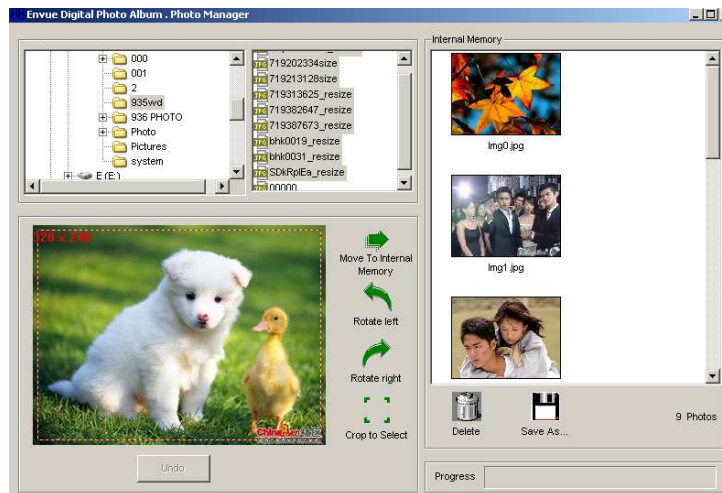 Envue Digital Photo Album . Photo Manager
000
001
2
935wd
936 PHOTO
Photo
Pictures
system
E (E:)
719202334size
719213128size
719313625_resize
719382647_resize
719387673_resize
bhk0019_resize
bhk0031_resize
SDkRplEa_resize
00000
Internal Memory
Img0.jpg
Img1.jpg
320 x 240
Move To Internal
Memory
Rotate left
Rotate right
Crop to Select
Undo
Delete
Save As...
9 Photos
Progress